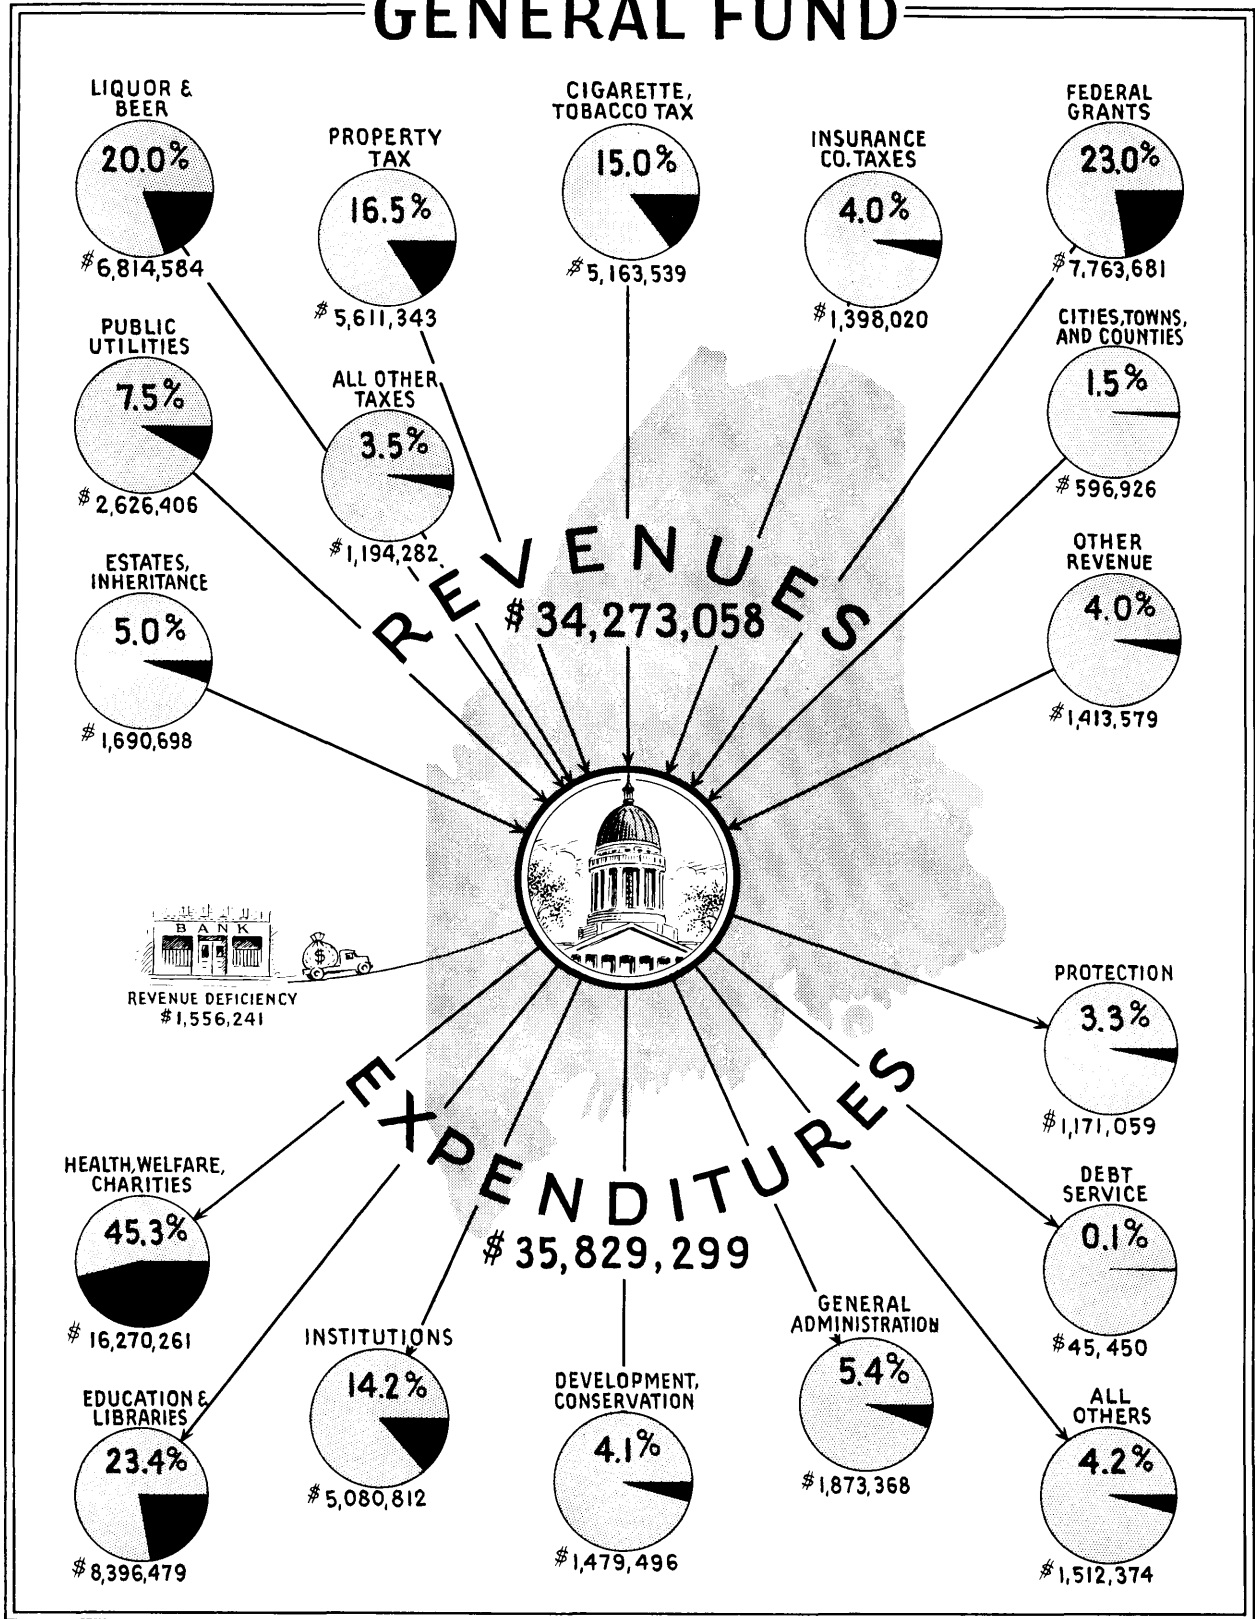 GENERAL FUND
LIQUOR &
BEER
20.0%
$6,814,584
PROPERTY
TAX
16.5%
$5,611,343
CIGARETTE,
TOBACCO TAX
15.0%
$5,163,539
INSURANCE
CO. TAXES
4.0%
$1,398,020
FEDERAL
GRANTS
23.0%
$7,763,681
PUBLIC
UTILITIES
7.5%
$2,626,406
ALL OTHER
TAXES
3.5%
$1,194,282
CITIES, TOWNS,
AND COUNTIES
1.5%
$596,926
ESTATES,
INHERITANCE
5.0%
$1,690,698
OTHER
REVENUE
4.0%
$1,413,579
REVENUES
$34,273,058
BANK
$
REVENUE DEFICIENCY
$1,556,241
EXPENDITURES
$35,829,299
PROTECTION
3.3%
$1,171,059
HEALTH, WELFARE,
CHARITIES
45.3%
$16,270,261
DEBT
SERVICE
0.1%
$45,450
EDUCATION &
LIBRARIES
23.4%
$8,396,479
INSTITUTIONS
14.2%
$5,080,812
DEVELOPMENT,
CONSERVATION
4.1%
$1,479,496
GENERAL
ADMINISTRATION
5.4%
$1,873,368
ALL
OTHERS
4.2%
$1,512,374